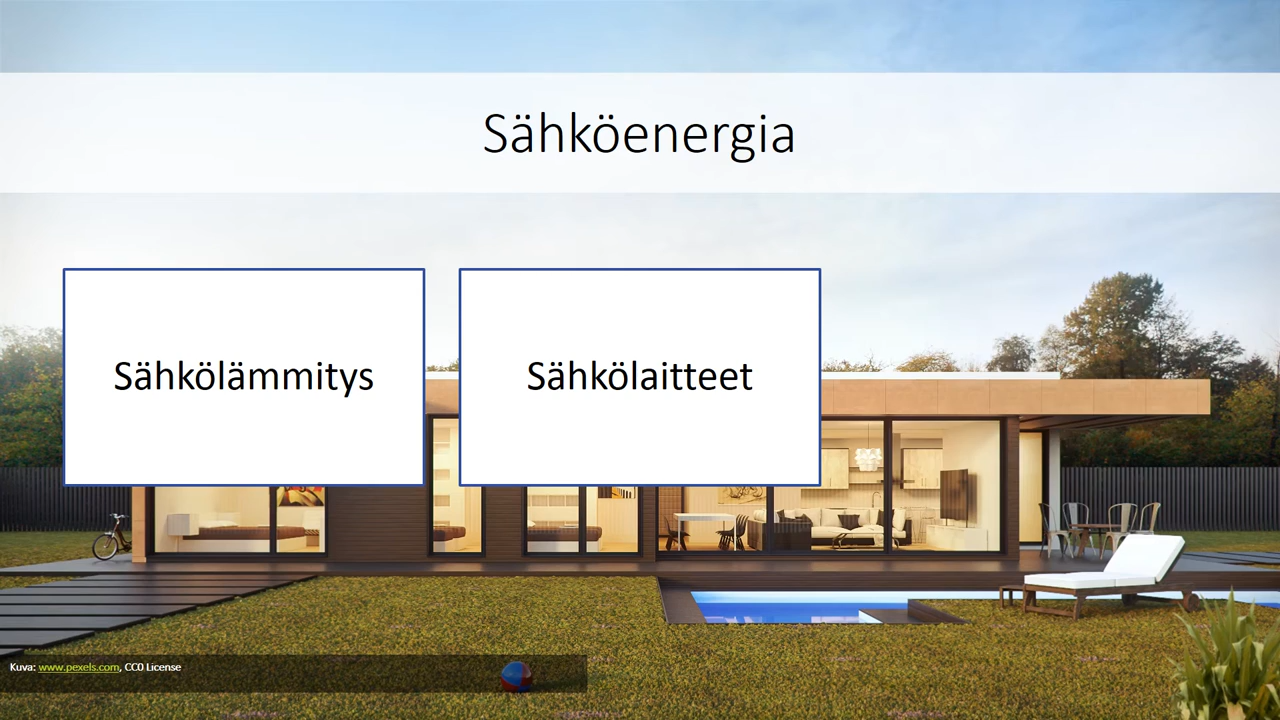 Sähköenergia
Sähkölämmitys
Sähkölaitteet
Kuva: www.pexels.com, CC0 License